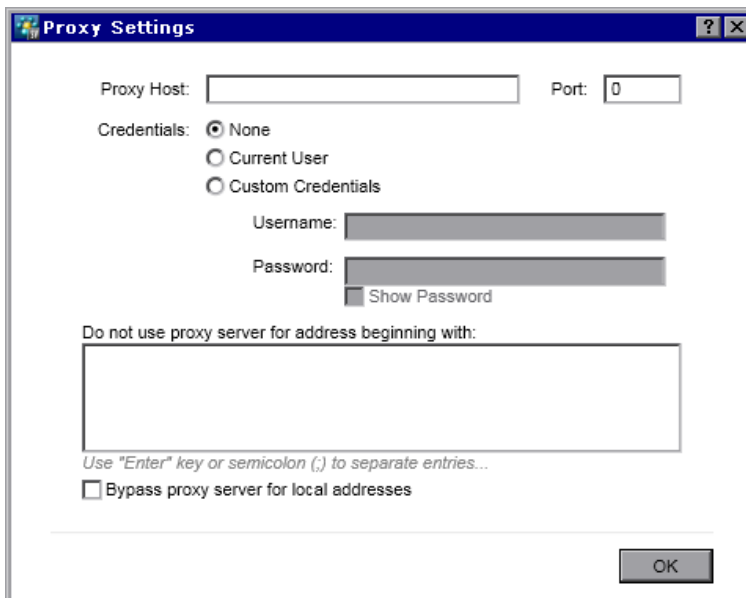 Proxy Settings
Proxy Host: Port: 0
Credentials: None
Current User
Custom Credentials
Username:
Password:
Show Password
Do not use proxy server for address beginning with:
Use "Enter" key or semicolon (;) to separate entries...
Bypass proxy server for local addresses
OK